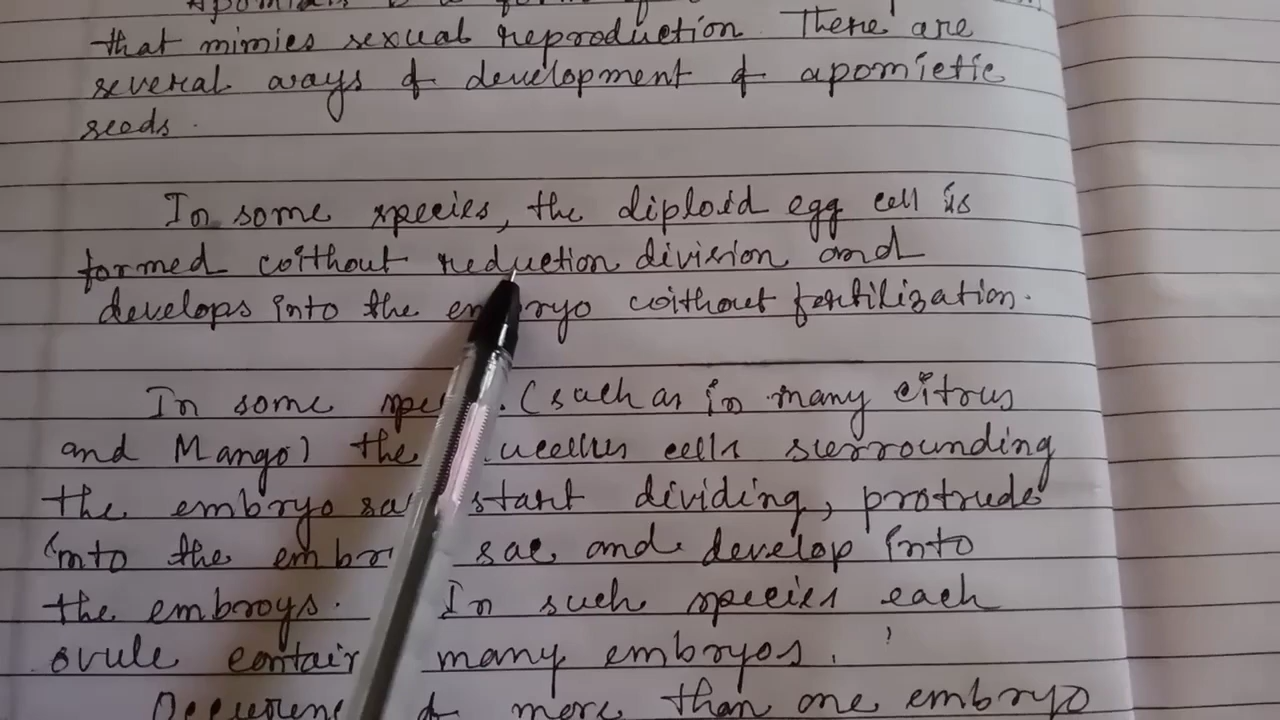 that mimies sexual reproduction. There are
several ways of development of apomictic
seeds.
In some species, the diploid egg cell is
formed without reduction division and
develops into the embryo without fertilization.
In some (such as in many citrus
and Mango) the cells surrounding
the embryo start dividing, protrude
into the sac and develop into
the embroys. In such species each
ovule many embryos.
of more than one embryo